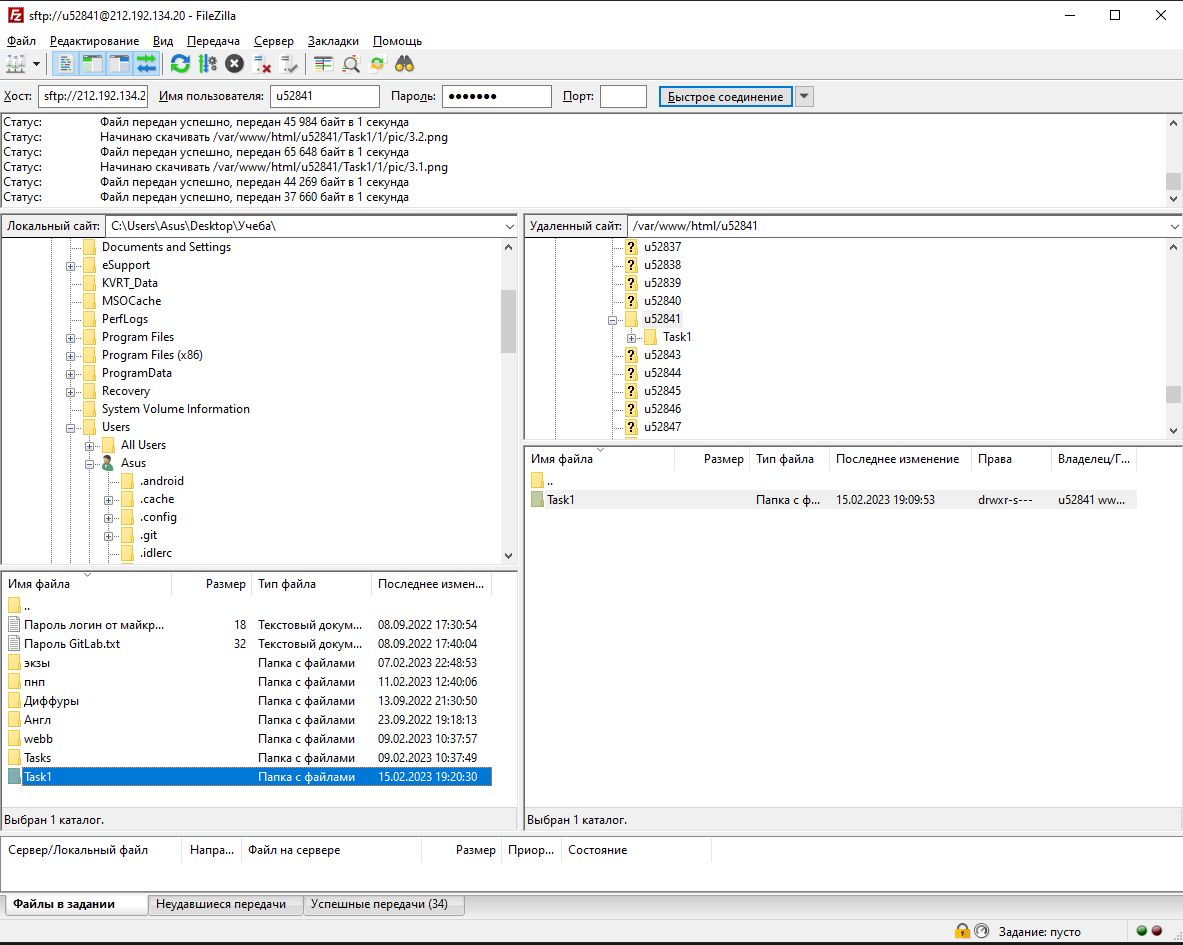 sftp://u52841@212.192.134.20 - FileZilla
Файл Редактирование Вид Передача Сервер Закладки Помощь
Хост: sftp://212.192.134.2 Имя пользователя: u52841 Пароль: ●●●●●●● Порт: Быстрое соединение
Статус: Файл передан успешно, передан 45 984 байт в 1 секунда
Статус: Начинаю скачивать /var/www/html/u52841/Task1/1/pic/3.2.png
Статус: Файл передан успешно, передан 65 648 байт в 1 секунда
Статус: Начинаю скачивать /var/www/html/u52841/Task1/1/pic/3.1.png
Статус: Файл передан успешно, передан 44 269 байт в 1 секунда
Статус: Файл передан успешно, передан 37 660 байт в 1 секунда
Локальный сайт: C:\Users\Asus\Desktop\Учеба\
Documents and Settings
eSupport
KVRT_Data
MSOCache
PerfLogs
Program Files
Program Files (x86)
ProgramData
Recovery
System Volume Information
Users
All Users
Asus
.android
.cache
.config
.git
.idlerc
Имя файла Размер Тип файла Последнее измен...
..
Пароль логин от майкр... 18 Текстовый докум... 08.09.2022 17:30:54
Пароль GitLab.txt 32 Текстовый докум... 08.09.2022 17:40:04
экзы Папка с файлами 07.02.2023 22:48:53
пнп Папка с файлами 11.02.2023 12:40:06
Диффуры Папка с файлами 13.09.2022 21:30:50
Англ Папка с файлами 23.09.2022 19:18:13
webb Папка с файлами 09.02.2023 10:37:57
Tasks Папка с файлами 09.02.2023 10:37:49
Task1 Папка с файлами 15.02.2023 19:20:30
Выбран 1 каталог.
Удаленный сайт: /var/www/html/u52841
? u52837
? u52838
? u52839
? u52840
u52841
Task1
? u52843
? u52844
? u52845
? u52846
? u52847
Имя файла Размер Тип файла Последнее изменение Права Владелец/Г...
..
Task1 Папка с ф... 15.02.2023 19:09:53 drwxr-s--- u52841 ww...
Выбран 1 каталог.
Сервер/Локальный файл Напра... Файл на сервере Размер Приор... Состояние
Файлы в задании Неудавшиеся передачи Успешные передачи (34)
Задание: пусто